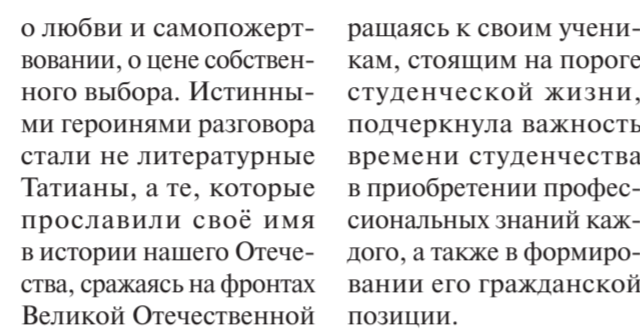 о любви и самопожерт-
вовании, о цене собствен-
ного выбора. Истинны-
ми героинями разговора
стали не литературные
Татианы, а те, которые
прославили своё имя
в истории нашего Отече-
ства, сражаясь на фронтах
Великой Отечественной
ращаясь к своим учени-
кам, стоящим на пороге
студенческой жизни,
подчеркнула важность
времени студенчества
в приобретении профес-
сиональных знаний каж-
дого, а также в формиро-
вании его гражданской
позиции.